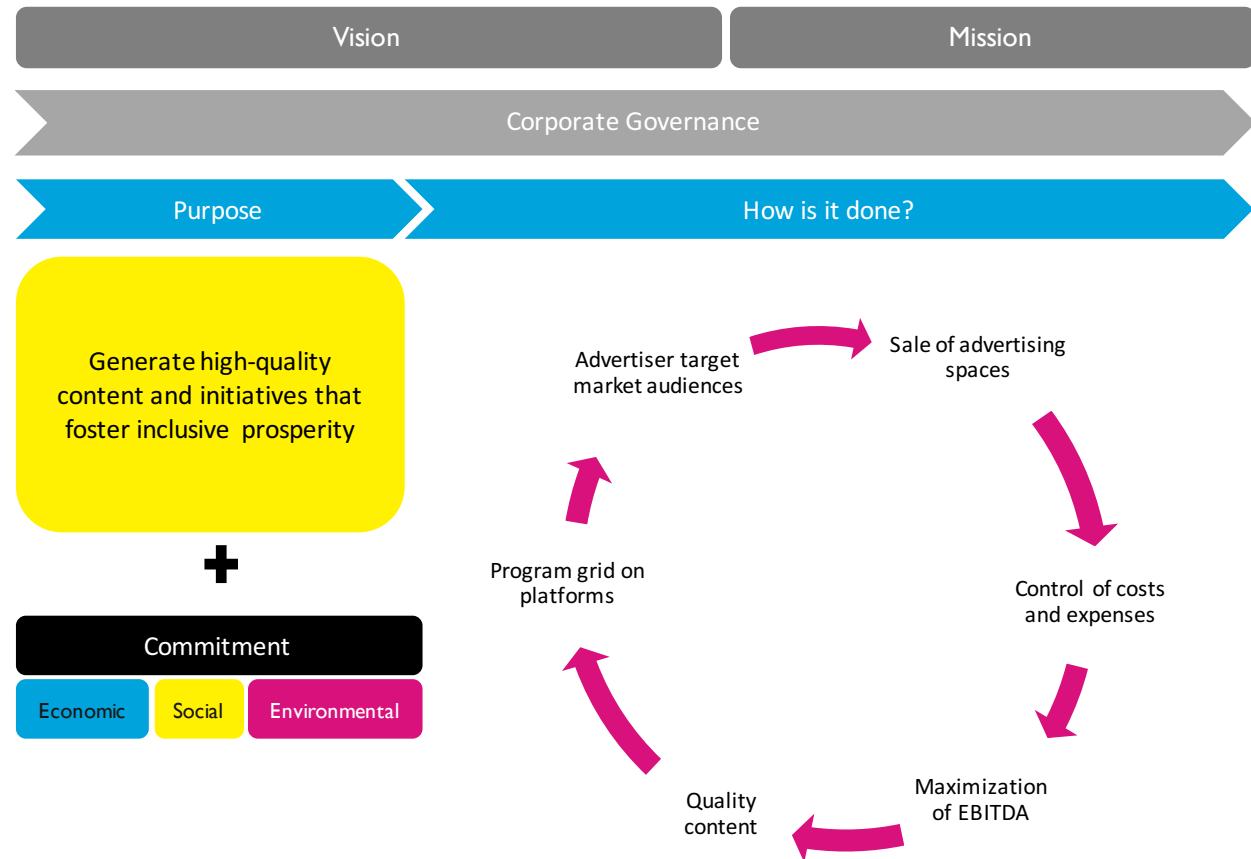 Vision
Mission
Corporate Governance
Purpose
How is it done?
Generate high-quality
content and initiatives that
foster inclusive prosperity
+
Commitment
Economic
Social
Environmental
Advertiser target
market audiences
Sale of advertising
spaces
Control of costs
and expenses
Maximization
of EBITDA
Quality
content
Program grid on
platforms